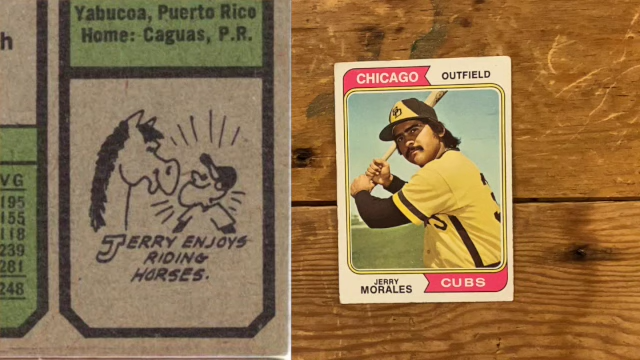 Yabucoa, Puerto Rico
Home: Caguas, P.R.
h
VG
195
155
118
239
281
248
JERRY ENJOYS
RIDING
HORSES.
CHICAGO
OUTFIELD
JERRY
MORALES
CUBS